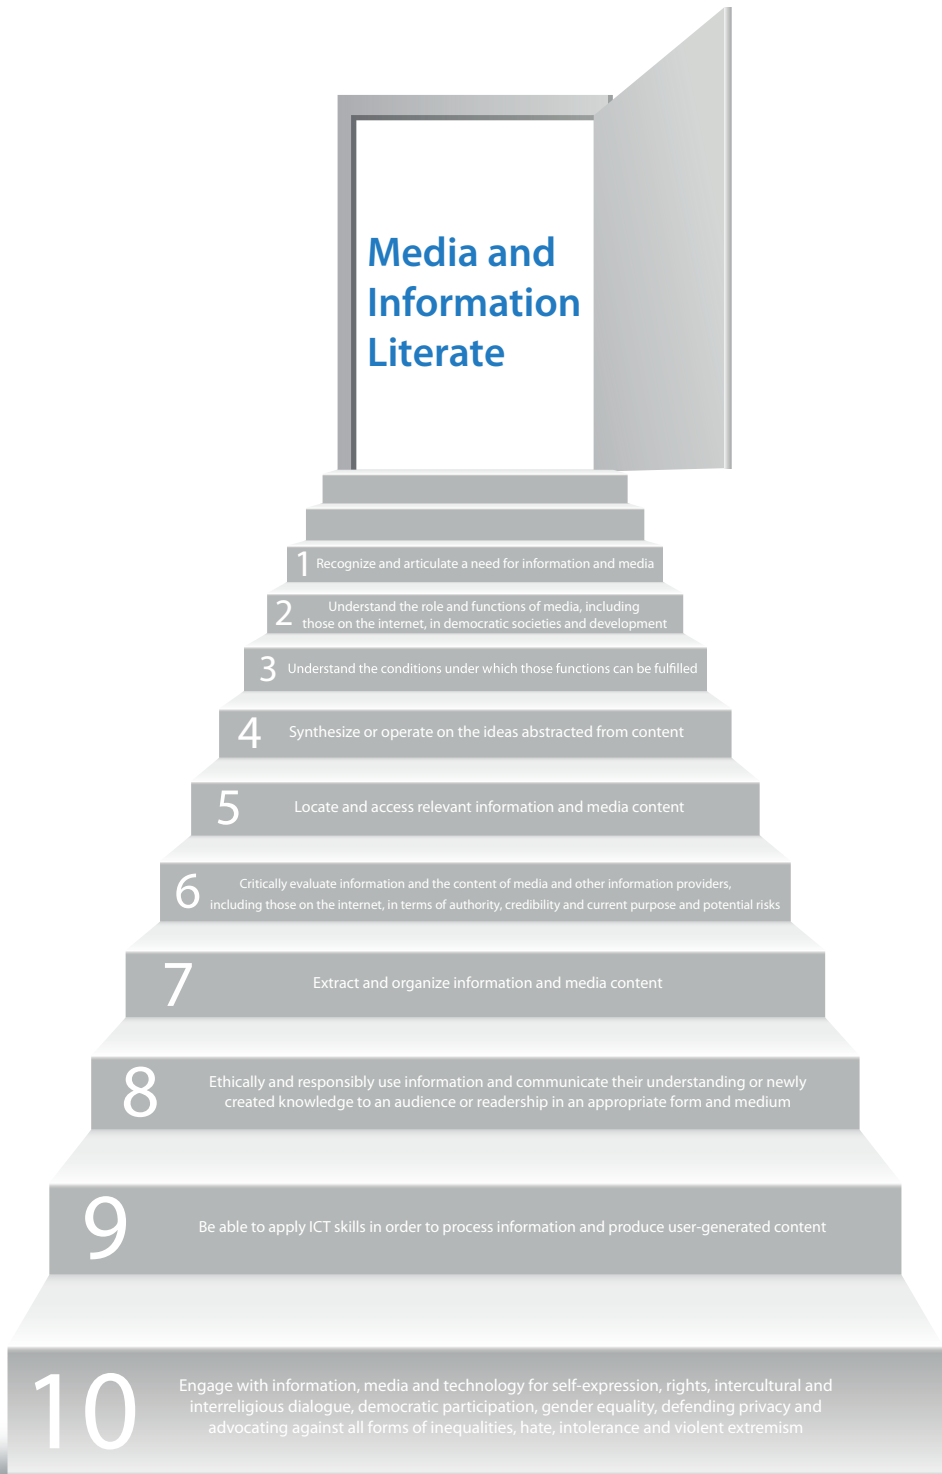 Media and
Information
Literate
1 Recognize and articulate a need for information and media
2 Understand the role and functions of media, including
those on the internet, in democratic societies and development
3 Understand the conditions under which those functions can be fulfilled
4 Synthesize or operate on the ideas abstracted from content
5 Locate and access relevant information and media content
6 Critically evaluate information and the content of media and other information providers,
including those on the internet, in terms of authority, credibility and current purpose and potential risks
7 Extract and organize information and media content
8 Ethically and responsibly use information and communicate their understanding or newly
created knowledge to an audience or readership in an appropriate form and medium
9 Be able to apply ICT skills in order to process information and produce user-generated content
10 Engage with information, media and technology for self-expression, rights, intercultural and
interreligious dialogue, democratic participation, gender equality, defending privacy and
advocating against all forms of inequalities, hate, intolerance and violent extremism